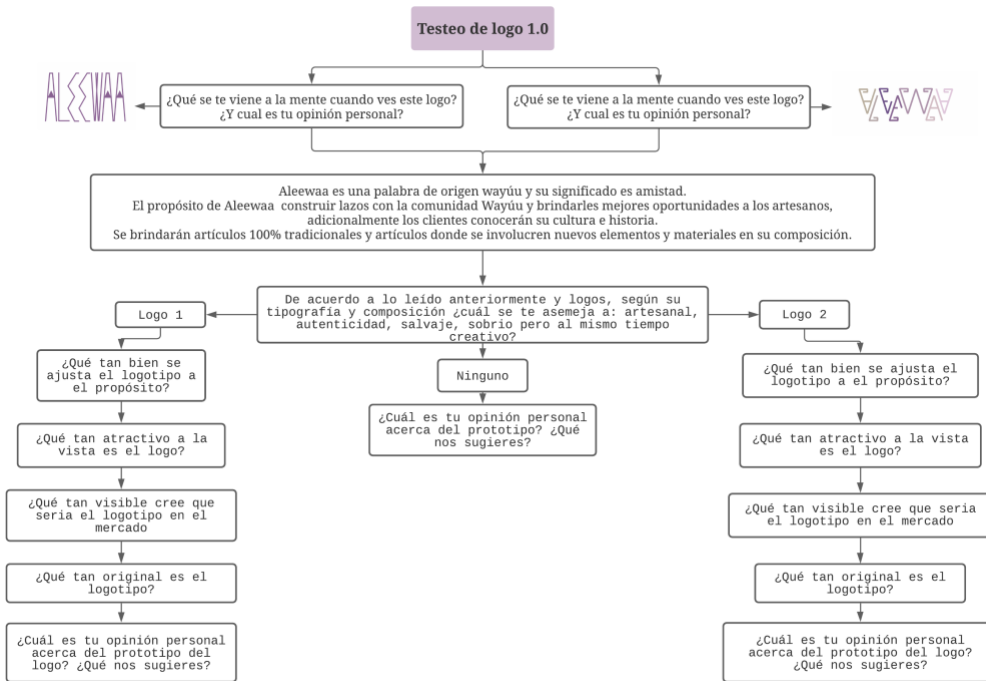 Testeo de logo 1.0
ALEEWAA
¿Qué se te viene a la mente cuando ves este logo?
¿Y cual es tu opinión personal?
¿Qué se te viene a la mente cuando ves este logo?
¿Y cual es tu opinión personal?
Aleewaa es una palabra de origen wayúu y su significado es amistad.
El propósito de Aleewaa construir lazos con la comunidad Wayúu y brindarles mejores oportunidades a los artesanos,
adicionalmente los clientes conocerán su cultura e historia.
Se brindarán artículos 100% tradicionales y artículos donde se involucren nuevos elementos y materiales en su composición.
De acuerdo a lo leído anteriormente y logos, según su
tipografía y composición ¿cuál se te asemeja a: artesanal,
autenticidad, salvaje, sobrio pero al mismo tiempo
creativo?
Logo 1
¿Qué tan bien se
ajusta el logotipo a
el propósito?
¿Qué tan atractivo a la
vista es el logo?
¿Qué tan visible cree que
seria el logotipo en el
mercado
¿Qué tan original es el
logotipo?
¿Cuál es tu opinión personal
acerca del prototipo del
logo? ¿Qué nos sugieres?
Ninguno
¿Cuál es tu opinión personal
acerca del prototipo? ¿Qué
nos sugieres?
Logo 2
¿Qué tan bien se ajusta el
logotipo a el propósito?
¿Qué tan atractivo a la vista
es el logo?
¿Qué tan visible cree que seria
el logotipo en el mercado
¿Qué tan original es el
logotipo?
¿Cuál es tu opinión personal
acerca del prototipo del logo?
¿Qué nos sugieres?